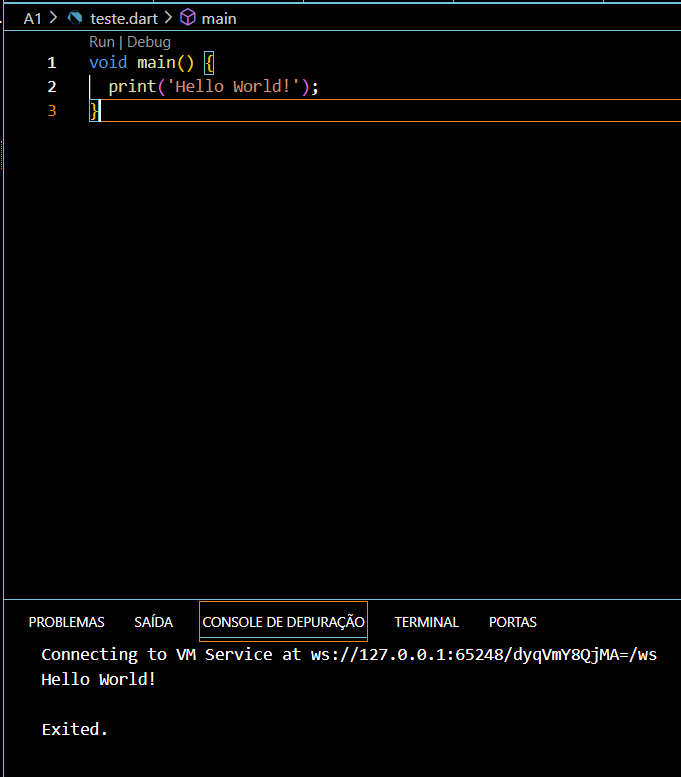 A1 > teste.dart > main
Run | Debug
1 void main() {
2 print('Hello World!');
3 }
PROBLEMAS SAÍDA CONSOLE DE DEPURAÇÃO TERMINAL PORTAS
Connecting to VM Service at ws://127.0.0.1:65248/dyqVmY8QjMA=/ws
Hello World!
Exited.